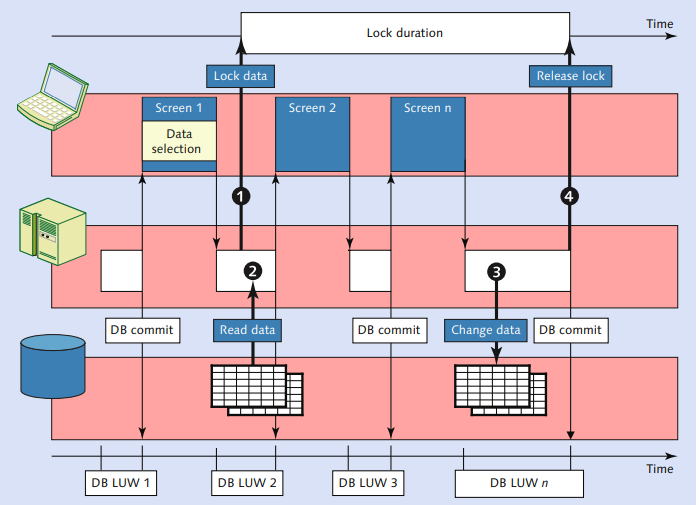 Time
Lock duration
Lock data
Release lock
Screen 1
Screen 2
Screen n
Data
selection
1
4
2
3
DB commit
Read data
DB commit
Change data
DB commit
Time
DB LUW 1
DB LUW 2
DB LUW 3
DB LUW n